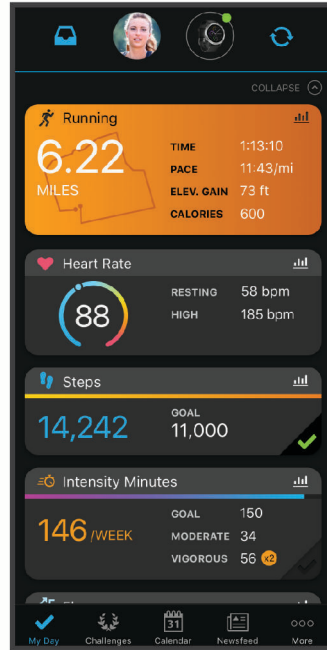 COLLAPSE
Running
6.22
MILES
TIME 1:13:10
PACE 11:43/mi
ELEV. GAIN 73 ft
CALORIES 600
Heart Rate
88
RESTING 58 bpm
HIGH 185 bpm
Steps
14,242
GOAL
11,000
Intensity Minutes
146/WEEK
GOAL 150
MODERATE 34
VIGOROUS 56 x2
31
My Day Challenges Calendar Newsfeed More